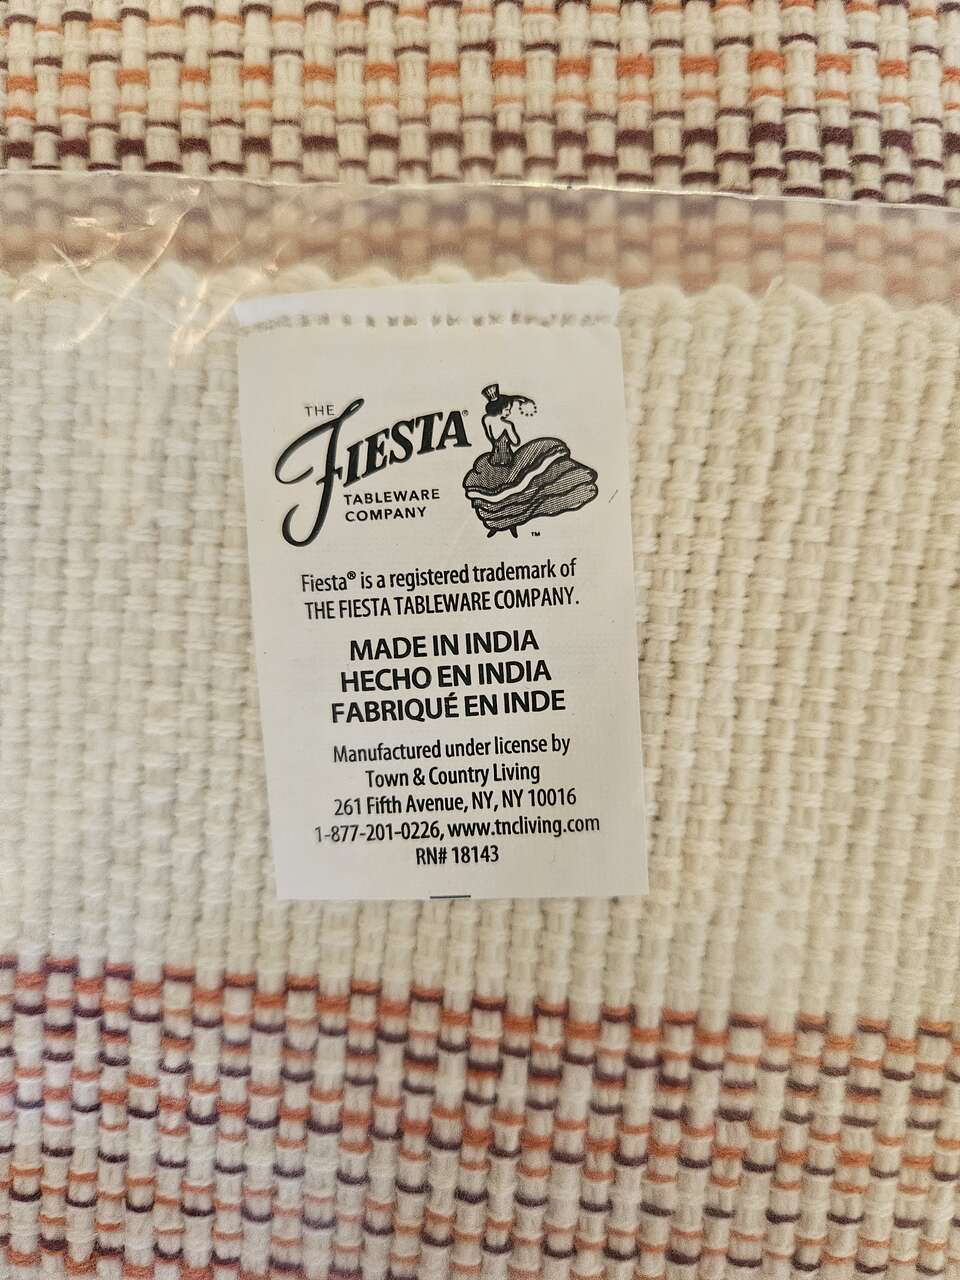 THE
FIESTA®
TABLEWARE
COMPANY
™
Fiesta® is a registered trademark of
THE FIESTA TABLEWARE COMPANY.
MADE IN INDIA
HECHO EN INDIA
FABRIQUÉ EN INDE
Manufactured under license by
Town & Country Living
261 Fifth Avenue, NY, NY 10016
1-877-201-0226, www.tncliving.com
RN# 18143